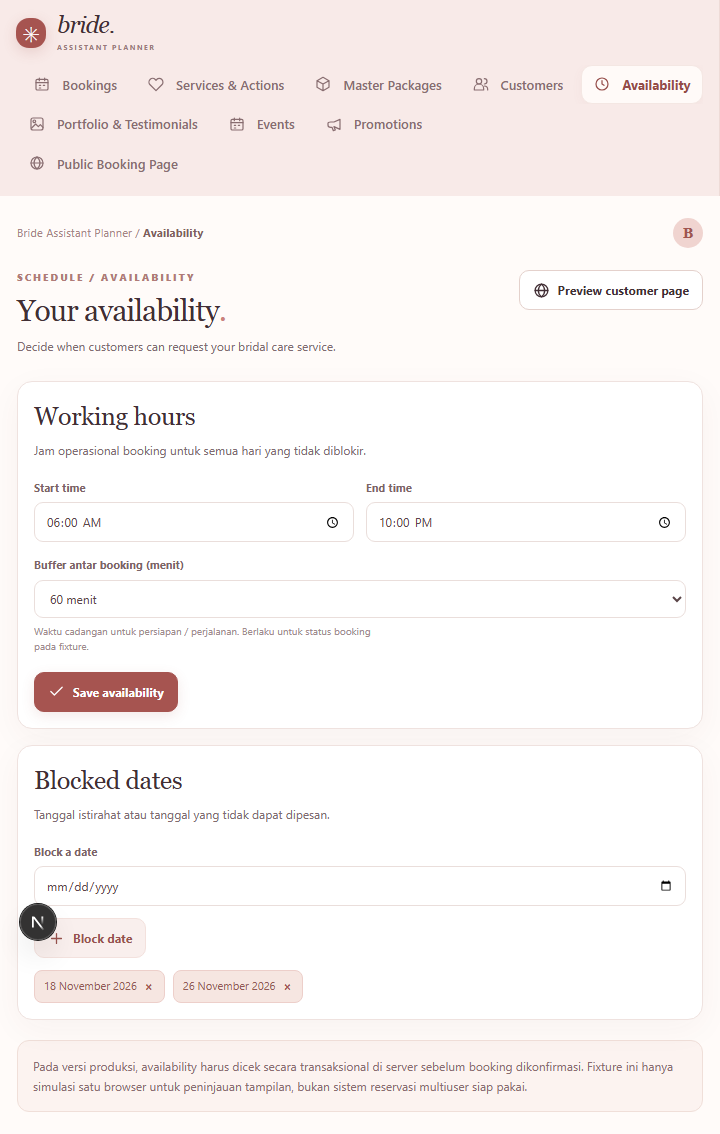 bride.
ASSISTANT PLANNER
Bookings
Services & Actions
Master Packages
Customers
Availability
Portfolio & Testimonials
Events
Promotions
Public Booking Page
Bride Assistant Planner / Availability
B
SCHEDULE / AVAILABILITY
Your availability.
Preview customer page
Decide when customers can request your bridal care service.
Working hours
Jam operasional booking untuk semua hari yang tidak diblokir.
Start time
End time
06:00 AM
10:00 PM
Buffer antar booking (menit)
60 menit
Waktu cadangan untuk persiapan / perjalanan. Berlaku untuk status booking
pada fixture.
Save availability
Blocked dates
Tanggal istirahat atau tanggal yang tidak dapat dipesan.
Block a date
mm/dd/yyyy
N
+ Block date
18 November 2026 ×
26 November 2026 ×
Pada versi produksi, availability harus dicek secara transaksional di server sebelum booking dikonfirmasi. Fixture ini hanya
simulasi satu browser untuk peninjauan tampilan, bukan sistem reservasi multiuser siap pakai.